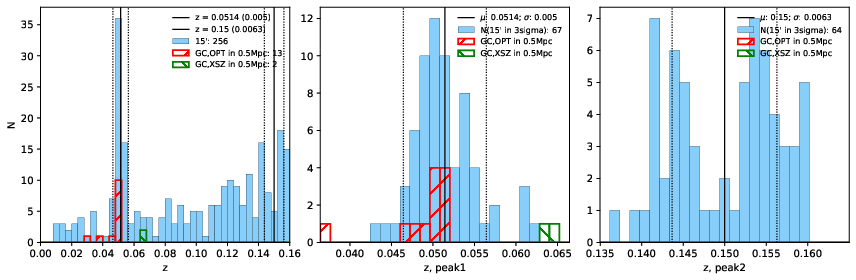 z = 0.0514 (0.005)
z = 0.15 (0.0063)
15': 256
GC,OPT in 0.5Mpc: 13
GC,XSZ in 0.5Mpc: 2
N
35
30
25
20
15
10
5
0
0.00 0.02 0.04 0.06 0.08 0.10 0.12 0.14 0.16
z
μ: 0.0514; σ: 0.005
N(15' in 3sigma): 67
GC,OPT in 0.5Mpc
GC,XSZ in 0.5Mpc
12
10
8
6
4
2
0
0.040 0.045 0.050 0.055 0.060 0.065
z, peak1
μ: 0.15; σ: 0.0063
N(15' in 3sigma): 64
GC,OPT in 0.5Mpc
GC,XSZ in 0.5Mpc
7
6
5
4
3
2
1
0
0.135 0.140 0.145 0.150 0.155 0.160
z, peak2